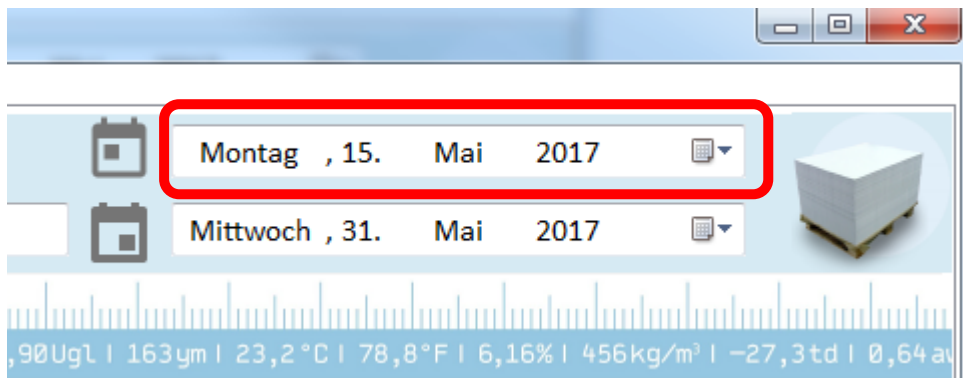 Montag , 15. Mai 2017
Mittwoch , 31. Mai 2017
,90Ugl | 163ym | 23,2°C | 78,8°F | 6,16% | 456kg/m³ | −27,3td | 0,64